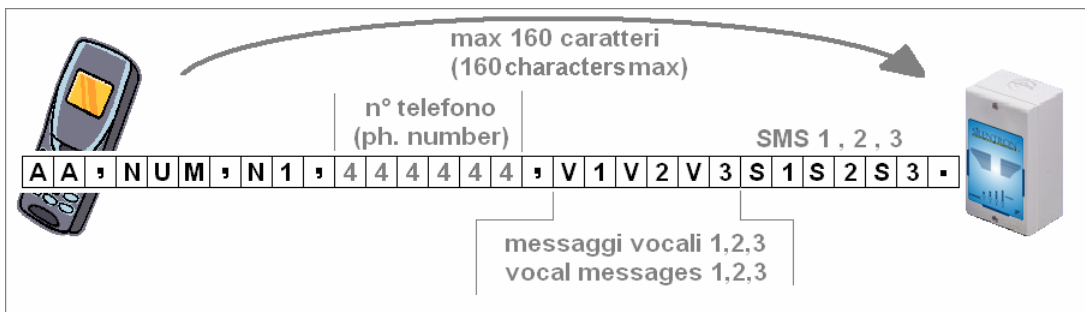 max 160 caratteri
(160 characters max)
n° telefono
(ph. number)
SMS 1 , 2 , 3
AA,NUM,N1,444444,V1V2V3S1S2S3.
messaggi vocali 1,2,3
vocal messages 1,2,3